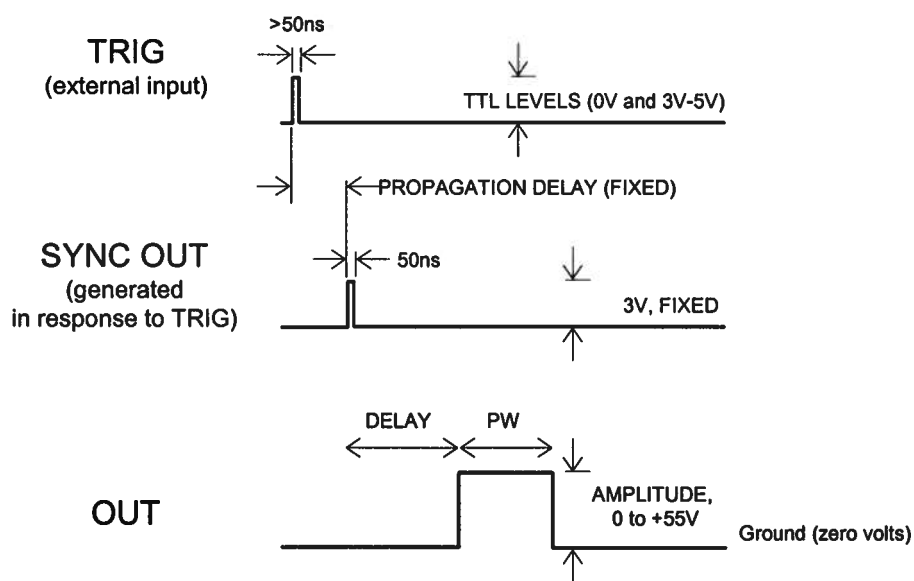 >50ns
TRIG
(external input)
TTL LEVELS (0V and 3V-5V)
PROPAGATION DELAY (FIXED)
SYNC OUT
(generated
in response to TRIG)
50ns
3V, FIXED
DELAY
PW
OUT
AMPLITUDE,
0 to +55V
Ground (zero volts)